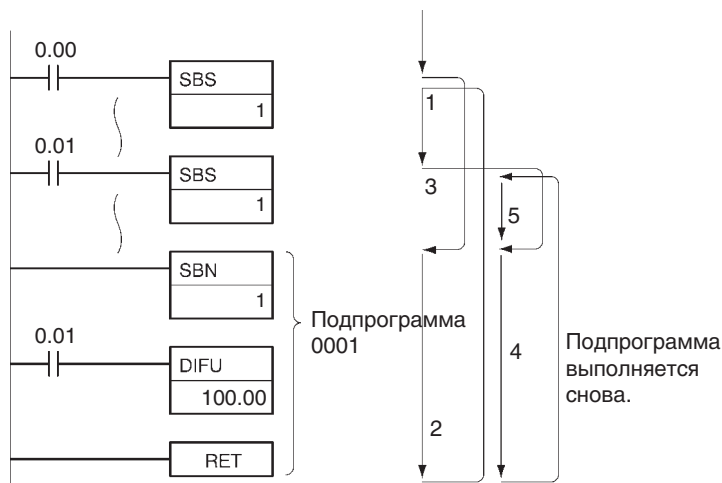 0.00
SBS
1
0.01
SBS
1
SBN
1
0.01
DIFU
100.00
RET
Подпрограмма
0001
1
3
5
4
2
Подпрограмма
выполняется
снова.